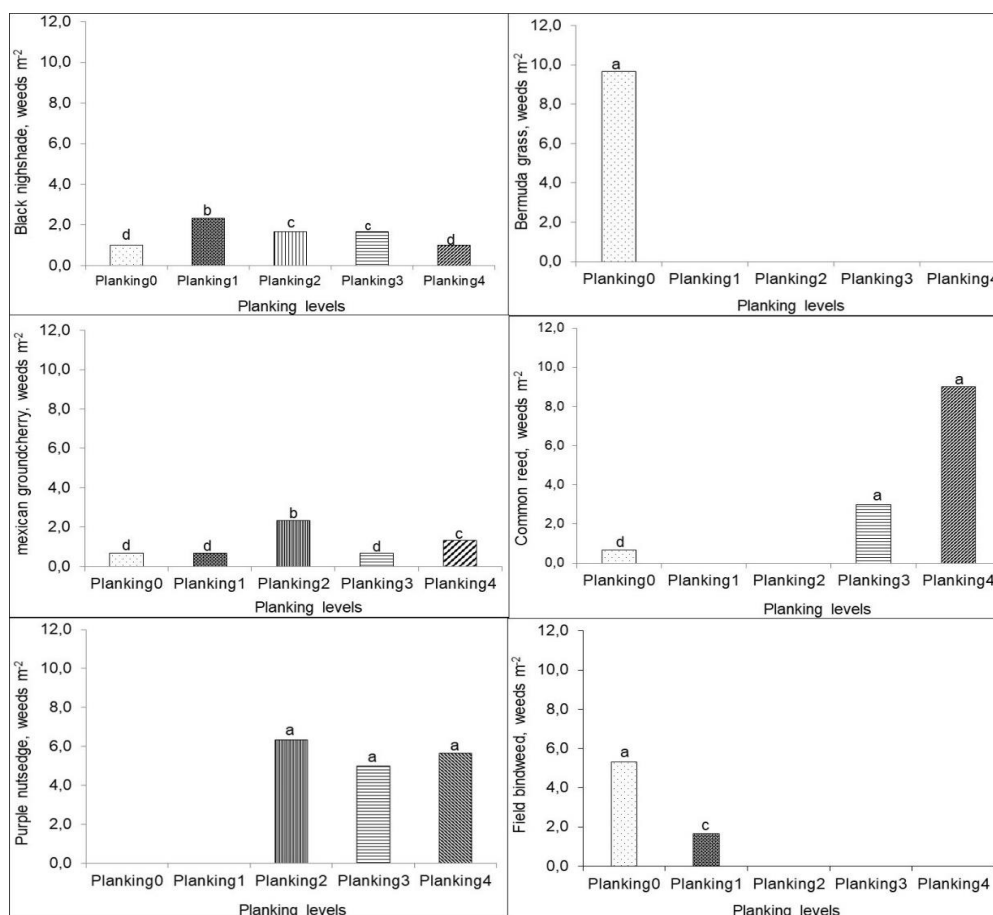 Black nighshade, weeds m-2
12,0
10,0
8,0
6,0
4,0
2,0
0,0
d
b
c
c
d
Planking0 Planking1 Planking2 Planking3 Planking4
Planking levels
Bermuda grass, weeds m-2
12,0
10,0
8,0
6,0
4,0
2,0
0,0
a
Planking0 Planking1 Planking2 Planking3 Planking4
Planking levels
mexican groundcherry, weeds m-2
12,0
10,0
8,0
6,0
4,0
2,0
0,0
d
d
b
d
c
Planking0 Planking1 Planking2 Planking3 Planking4
Planking levels
Common reed, weeds m-2
12,0
10,0
8,0
6,0
4,0
2,0
0,0
d
a
a
Planking0 Planking1 Planking2 Planking3 Planking4
Planking levels
Purple nutsedge, weeds m-2
12,0
10,0
8,0
6,0
4,0
2,0
0,0
a
a
a
Planking0 Planking1 Planking2 Planking3 Planking4
Planking levels
Field bindweed, weeds m-2
12,0
10,0
8,0
6,0
4,0
2,0
0,0
a
c
Planking0 Planking1 Planking2 Planking3 Planking4
Planking levels